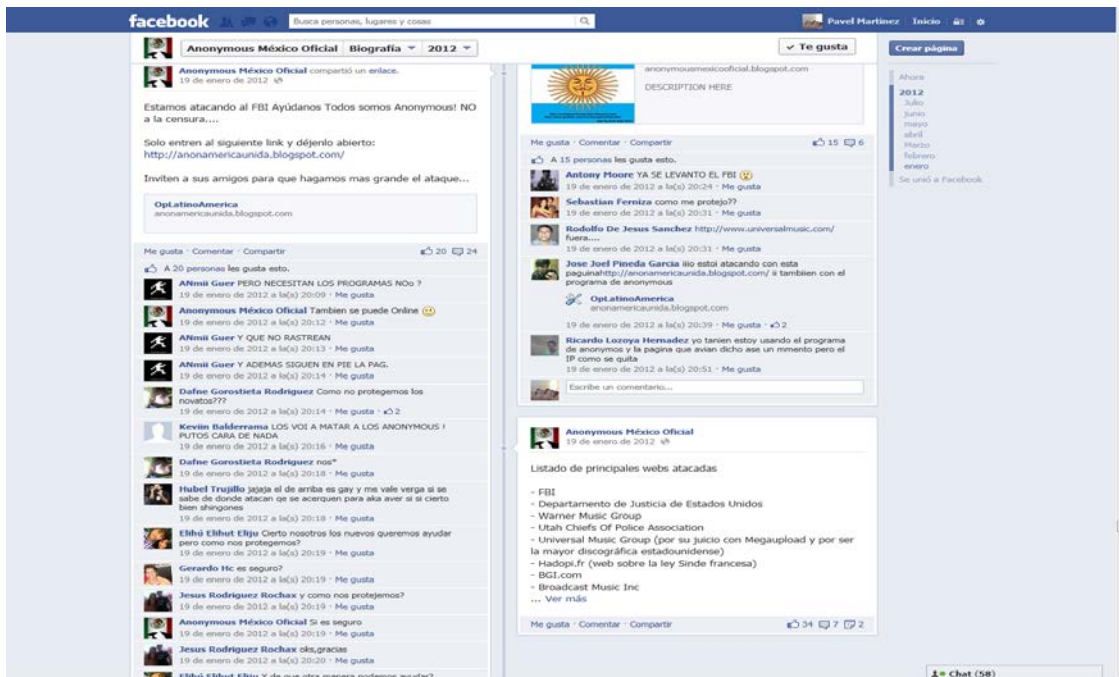 facebook
Busca personas, lugares y cosas
Pavel Martinez Inicio
Anonymous México Oficial Biografía 2012
Te gusta
Crear página
Anonymous México Oficial compartió un enlace.
19 de enero de 2012
Estamos atacando al FBI Ayúdanos Todos somos Anonymous! NO
a la censura....
Solo entren al siguiente link y déjenlo abierto:
http://anonamericaunida.blogspot.com/
Inviten a sus amigos para que hagamos mas grande el ataque...
OpLatinoAmerica
anonamericaunida.blogspot.com
Me gusta · Comentar · Compartir 20 24
A 20 personas les gusta esto.
ANmii Guer PERO NECESITAN LOS PROGRAMAS NOo ?
19 de enero de 2012 a la(s) 20:09 · Me gusta
Anonymous México Oficial Tambien se puede Online
19 de enero de 2012 a la(s) 20:12 · Me gusta
ANmii Guer Y QUE NO RASTREAN
19 de enero de 2012 a la(s) 20:13 · Me gusta
ANmii Guer Y ADEMAS SIGUEN EN PIE LA PAG.
19 de enero de 2012 a la(s) 20:14 · Me gusta
Dafne Gorostieta Rodriguez Como no protegemos los
novatos???
19 de enero de 2012 a la(s) 20:14 · Me gusta · 2
Keviin Balderrama LOS VOI A MATAR A LOS ANONYMOUS !
PUTOS CARA DE NADA
19 de enero de 2012 a la(s) 20:16 · Me gusta
Dafne Gorostieta Rodriguez nos*
19 de enero de 2012 a la(s) 20:18 · Me gusta
Hubel Trujillo jajaja el de arriba es gay y me vale verga si se
sabe de donde atacan qe se acerquen para aka aver si si cierto
bien shingones
19 de enero de 2012 a la(s) 20:18 · Me gusta
Elihú Elihut Eliju Cierto nosotros los nuevos queremos ayudar
pero como nos protegemos?
19 de enero de 2012 a la(s) 20:19 · Me gusta
Gerardo Hc es seguro?
19 de enero de 2012 a la(s) 20:19 · Me gusta
Jesus Rodriguez Rochax y como nos protejemos?
19 de enero de 2012 a la(s) 20:19 · Me gusta
Anonymous México Oficial Si es seguro
19 de enero de 2012 a la(s) 20:19 · Me gusta
Jesus Rodriguez Rochax oks,gracias
19 de enero de 2012 a la(s) 20:20 · Me gusta
Elihú Elihut Eliju Y de que otra manera podemos ayudar?
anonymousmexicooficial.blogspot.com
DESCRIPTION HERE
Me gusta · Comentar · Compartir 15 6
A 15 personas les gusta esto.
Antony Moore YA SE LEVANTO EL FBI
19 de enero de 2012 a la(s) 20:24 · Me gusta
Sebastian Ferniza como me protejo??
19 de enero de 2012 a la(s) 20:31 · Me gusta
Rodolfo De Jesus Sanchez http://www.universalmusic.com/
fuera....
19 de enero de 2012 a la(s) 20:31 · Me gusta
Jose Joel Pineda Garcia iiio estoi atacando con esta
paguinahttp://anonamericaunida.blogspot.com/ ii tambiien con el
programa de anonymous
OpLatinoAmerica
anonamericaunida.blogspot.com
19 de enero de 2012 a la(s) 20:39 · Me gusta · 2
Ricardo Lozoya Hernadez yo tanien estoy usando el programa
de anonymos y la pagina que avian dicho ase un mmento pero el
IP como se quita
19 de enero de 2012 a la(s) 20:51 · Me gusta
Escribe un comentario...
Anonymous México Oficial
19 de enero de 2012
Listado de principales webs atacadas
- FBI
- Departamento de Justicia de Estados Unidos
- Warner Music Group
- Utah Chiefs Of Police Association
- Universal Music Group (por su juicio con Megaupload y por ser
la mayor discográfica estadounidense)
- Hadopi.fr (web sobre la ley Sinde francesa)
- BGI.com
- Broadcast Music Inc
... Ver más
Me gusta · Comentar · Compartir 34 7 2
Ahora
2012
Julio
junio
mayo
abril
Marzo
febrero
enero
Se unió a Facebook
Chat (58)